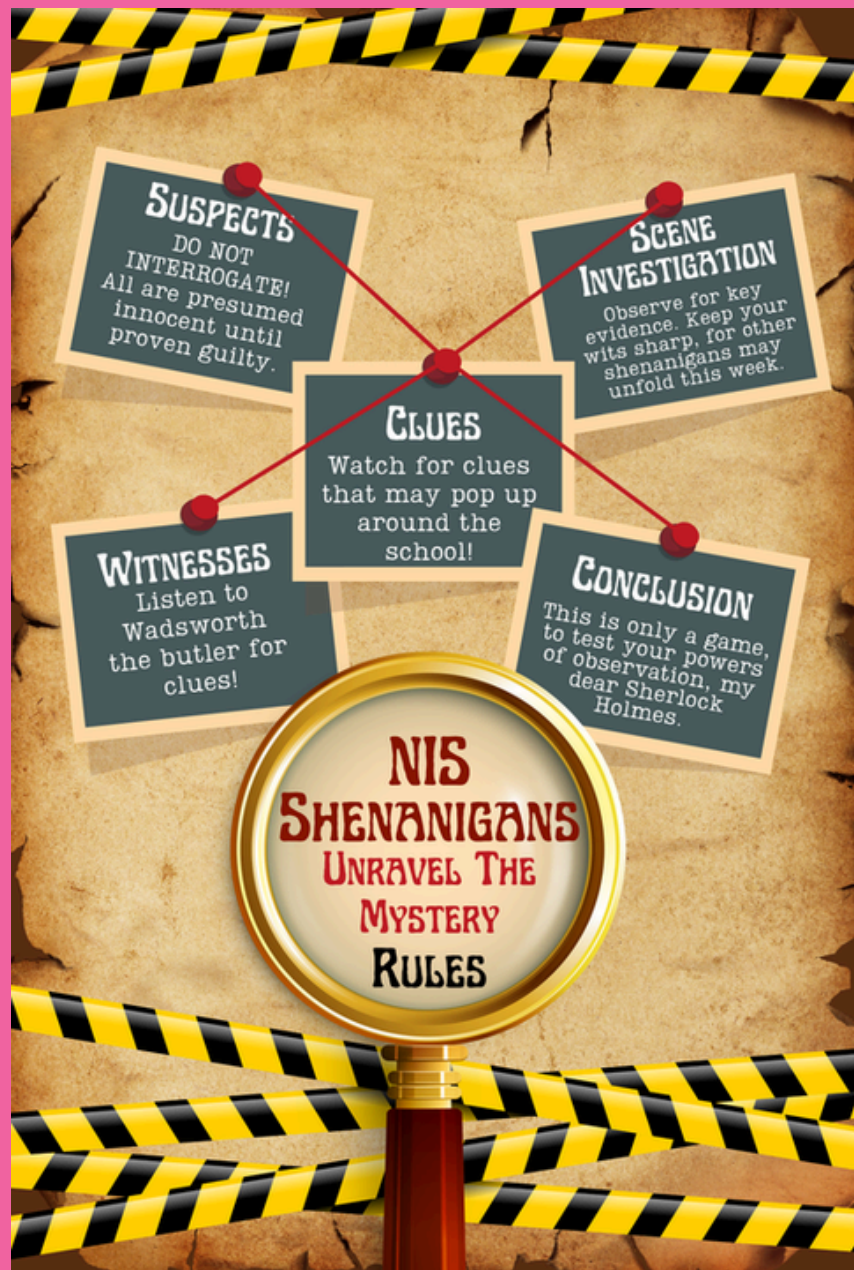 SUSPECTS
DO NOT
INTERROGATE!
All are presumed
innocent until
proven guilty.
SCENE
INVESTIGATION
Observe for key
evidence. Keep your
wits sharp, for other
shenanigans may
unfold this week.
CLUES
Watch for clues
that may pop up
around the
school!
WITNESSES
Listen to
Wadsworth
the butler for
clues!
CONCLUSION
This is only a game,
to test your powers
of observation, my
dear Sherlock
Holmes.
NIS
SHENANIGANS
UNRAVEL THE
MYSTERY
RULES